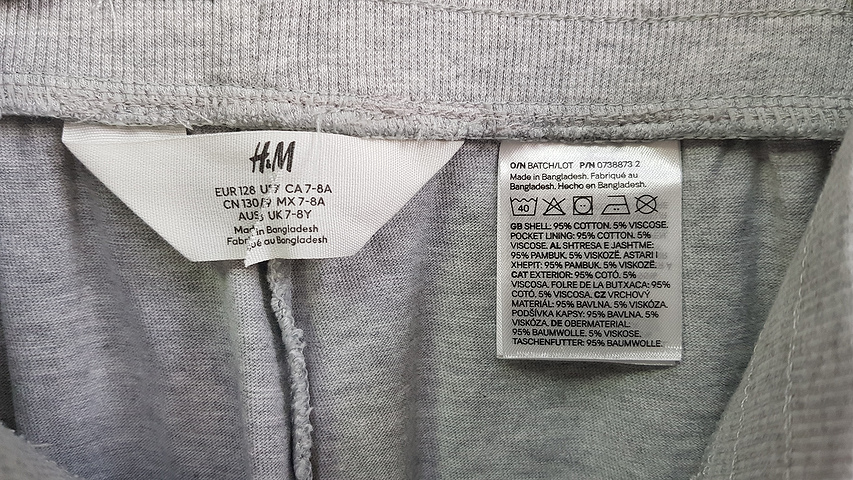 H&M
EUR 128 CA 7-8A
CN 130/ MX 7-8A
AUS UK 7-8Y
in Bangladesh
au Bangladesh
O/N BATCH/LOT P/N 0738873 2
Made in Bangladesh. Fabriqué au
Bangladesh. Hecho en Bangladesh.
40
GB SHELL: 95% COTTON. 5% VISCOSE.
POCKET LINING: 95% COTTON. 5%
VISCOSE. AL SHTRESA E JASHTME:
95% PAMBUK. 5% VISKOZË. ASTARI I
XHEPIT: 95% PAMBUK. 5% VISKOZË.
CAT EXTERIOR: 95% COTÓ. 5%
VISCOSA. FOLRE DE LA BUTXACA: 95%
COTÓ. 5% VISCOSA. CZ VRCHOVÝ
MATERIÁL: 95% BAVLNA. 5% VISKÓZA.
PODŠÍVKA KAPSY: 95% BAVLNA. 5%
VISKÓZA. DE OBERMATERIAL:
95% BAUMWOLLE. 5% VISKOSE.
TASCHENFUTTER: 95% BAUMWOLLE.